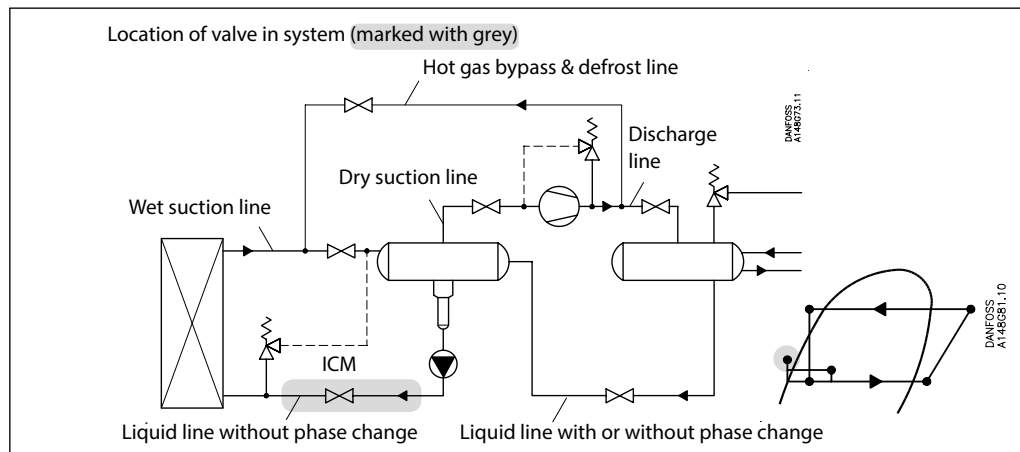 Location of valve in system (marked with grey)
Hot gas bypass & defrost line
DANFOSS
A148G73.11
Discharge
line
Dry suction line
Wet suction line
DANFOSS
A148G81.10
ICM
Liquid line without phase change
Liquid line with or without phase change